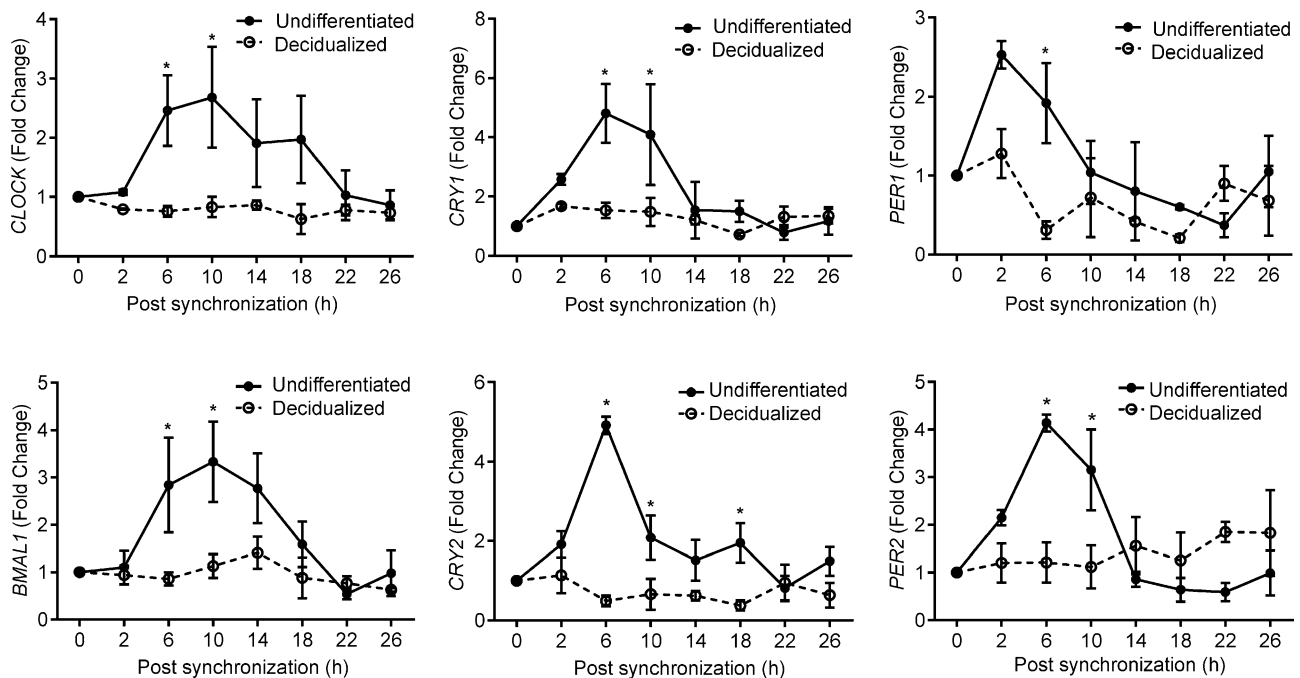 CLOCK (Fold Change)
4
3
2
1
0
Undifferentiated
Decidualized
*
*
0 2 6 10 14 18 22 26
Post synchronization (h)
CRY1 (Fold Change)
8
6
4
2
0
Undifferentiated
Decidualized
*
*
0 2 6 10 14 18 22 26
Post synchronization (h)
PER1 (Fold Change)
3
2
1
0
Undifferentiated
Decidualized
*
0 2 6 10 14 18 22 26
Post synchronization (h)
BMAL1 (Fold Change)
5
4
3
2
1
0
Undifferentiated
Decidualized
*
*
0 2 6 10 14 18 22 26
Post synchronization (h)
CRY2 (Fold Change)
6
4
2
0
Undifferentiated
Decidualized
*
*
*
0 2 6 10 14 18 22 26
Post synchronization (h)
PER2 (Fold Change)
5
4
3
2
1
0
Undifferentiated
Decidualized
*
*
0 2 6 10 14 18 22 26
Post synchronization (h)